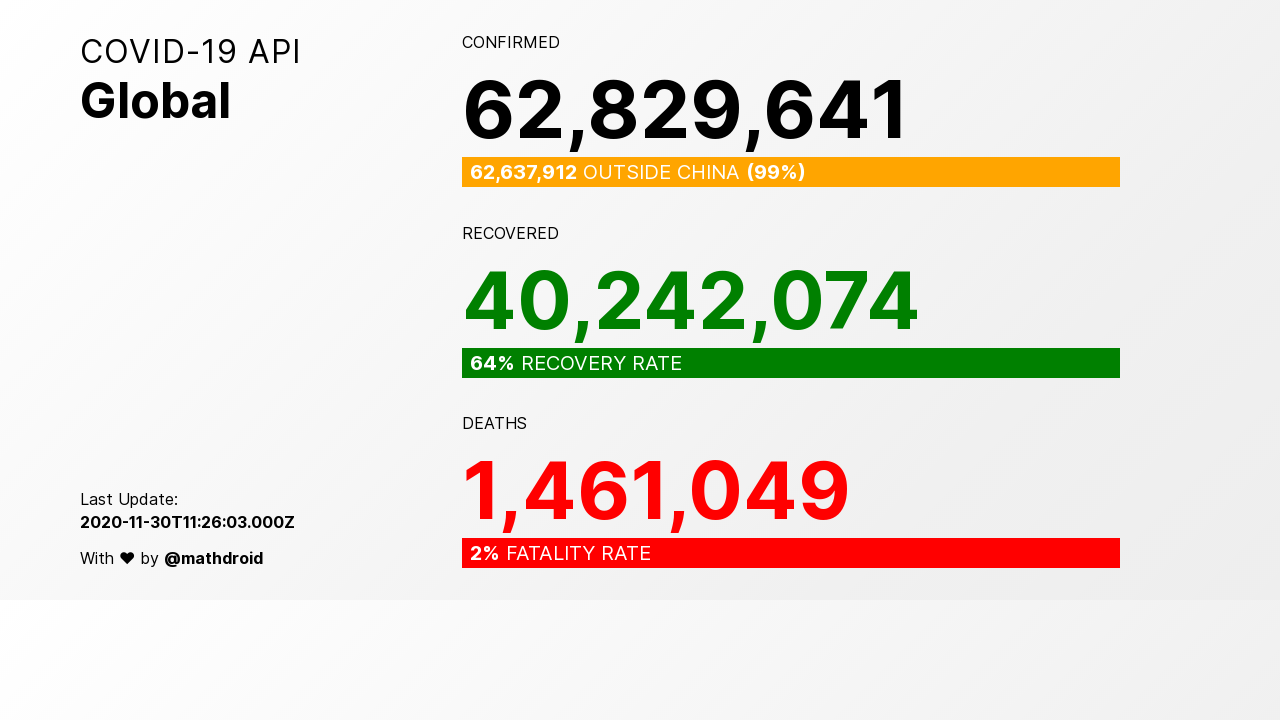 COVID-19 API
Global
CONFIRMED
62,829,641
62,637,912 OUTSIDE CHINA (99%)
RECOVERED
40,242,074
64% RECOVERY RATE
DEATHS
1,461,049
2% FATALITY RATE
Last Update:
2020-11-30T11:26:03.000Z
With ♥ by @mathdroid